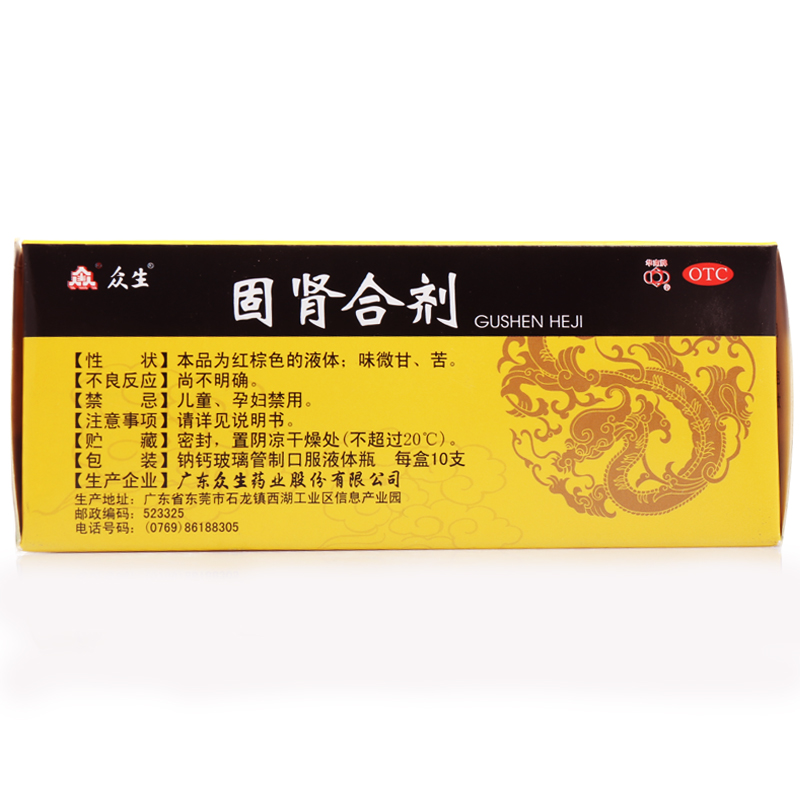 众生®
固肾合剂 GUSHEN HEJI
OTC
【性 状】本品为红棕色的液体；味微甘、苦。
【不良反应】尚不明确。
【禁 忌】儿童、孕妇禁用。
【注意事项】请详见说明书。
【贮 藏】密封，置阴凉干燥处(不超过20℃)。
【包 装】钠钙玻璃管制口服液体瓶 每盒10支
【生产企业】广东众生药业股份有限公司
生产地址：广东省东莞市石龙镇西湖工业区信息产业园
邮政编码：523325
电话号码：(0769)86188305